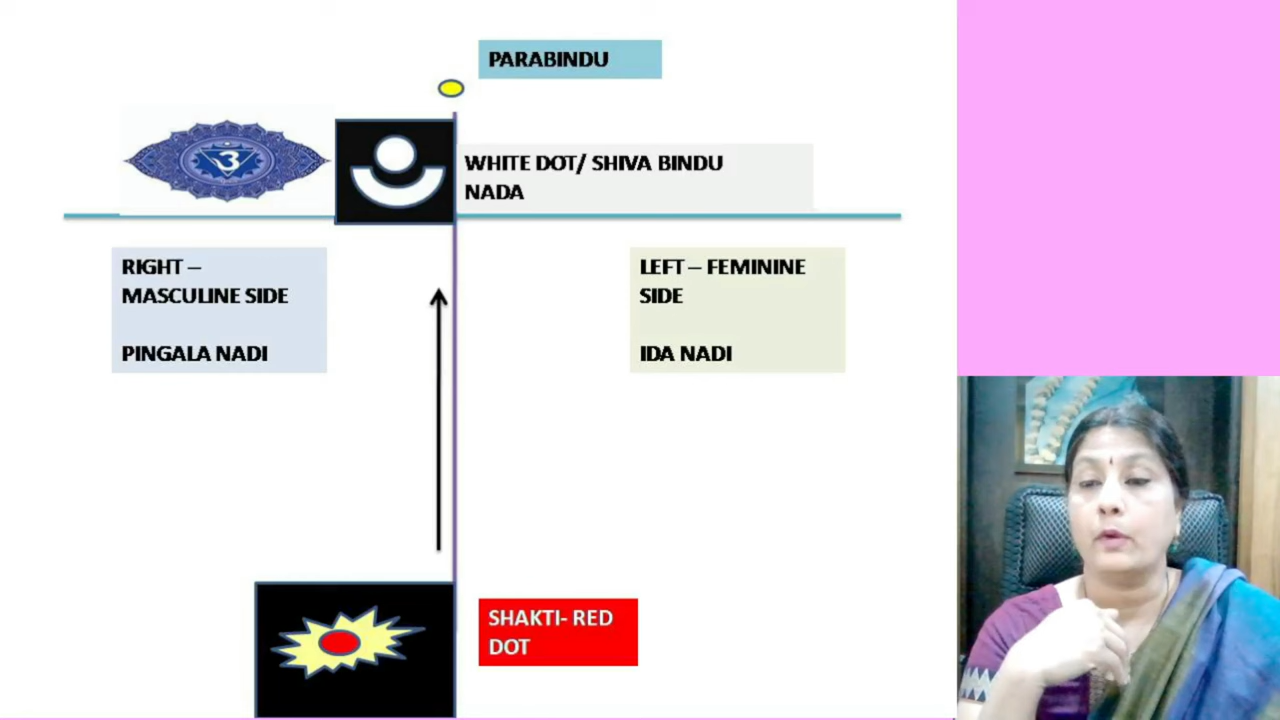 PARABINDU
WHITE DOT/ SHIVA BINDU
NADA
RIGHT –
MASCULINE SIDE
PINGALA NADI
LEFT – FEMININE
SIDE
IDA NADI
SHAKTI- RED
DOT